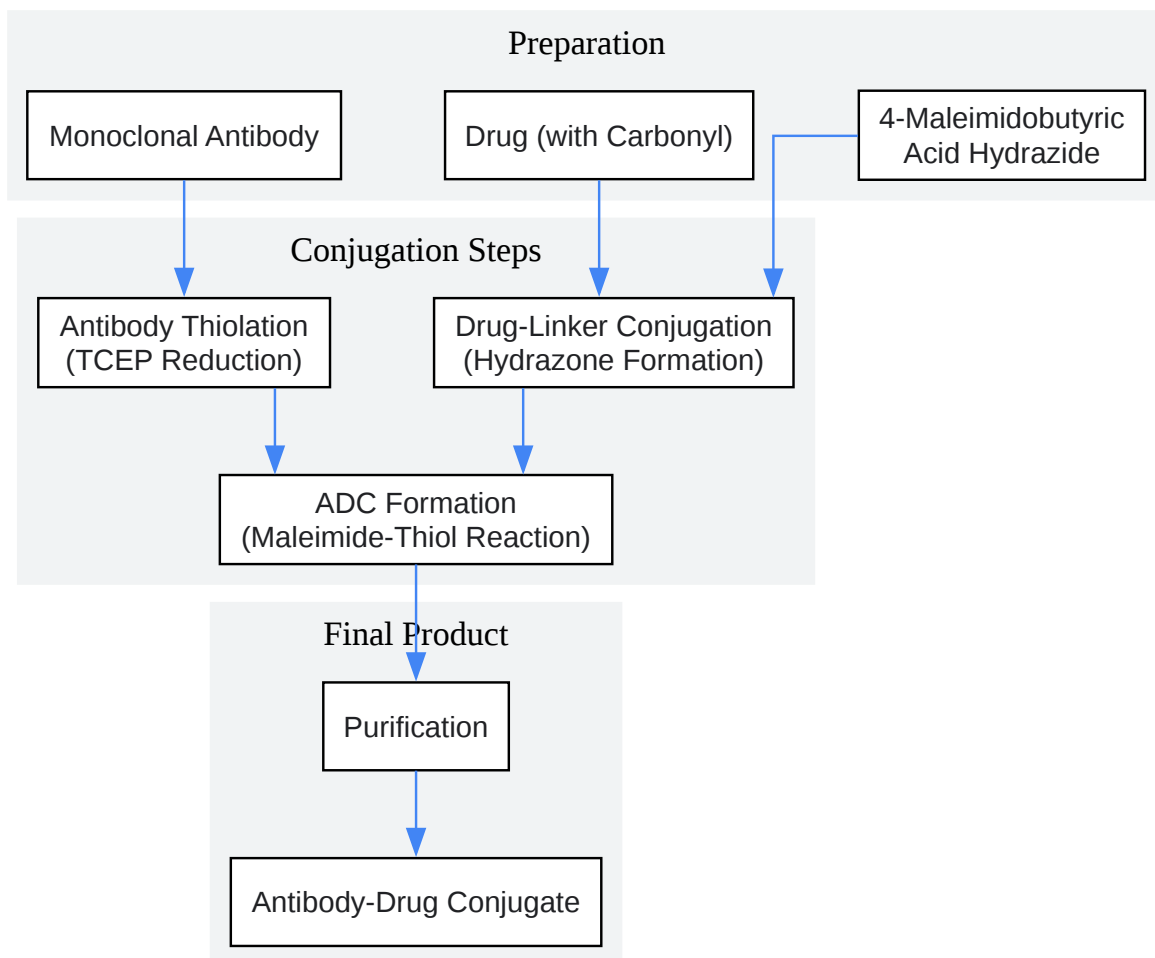 Preparation
Monoclonal Antibody
Drug (with Carbonyl)
4-Maleimidobutyric
Acid Hydrazide
Conjugation Steps
Antibody Thiolation
(TCEP Reduction)
Drug-Linker Conjugation
(Hydrazone Formation)
ADC Formation
(Maleimide-Thiol Reaction)
Final Product
Purification
Antibody-Drug Conjugate